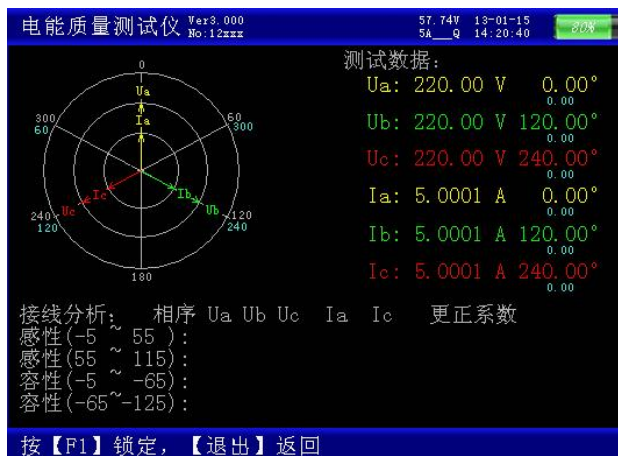 电能质量测试仪 Ver3.000 No:12xxx 57.74V 13-01-15 5A__Q 14:20:40 80%
测试数据:
Ua: 220.00 V 0.00°
0.00
Ub: 220.00 V 120.00°
0.00
Uc: 220.00 V 240.00°
0.00
Ia: 5.0001 A 0.00°
0.00
Ib: 5.0001 A 120.00°
0.00
Ic: 5.0001 A 240.00°
0.00
0
Ua
Ia
300 60
60 300
Ic Ib
Uc Ub
240 120
120 240
180
接线分析: 相序 Ua Ub Uc Ia Ic 更正系数
感性(-5 ~ 55 ):
感性(55 ~ 115):
容性(-5 ~ -65):
容性(-65~-125):
按【F1】锁定，【退出】返回